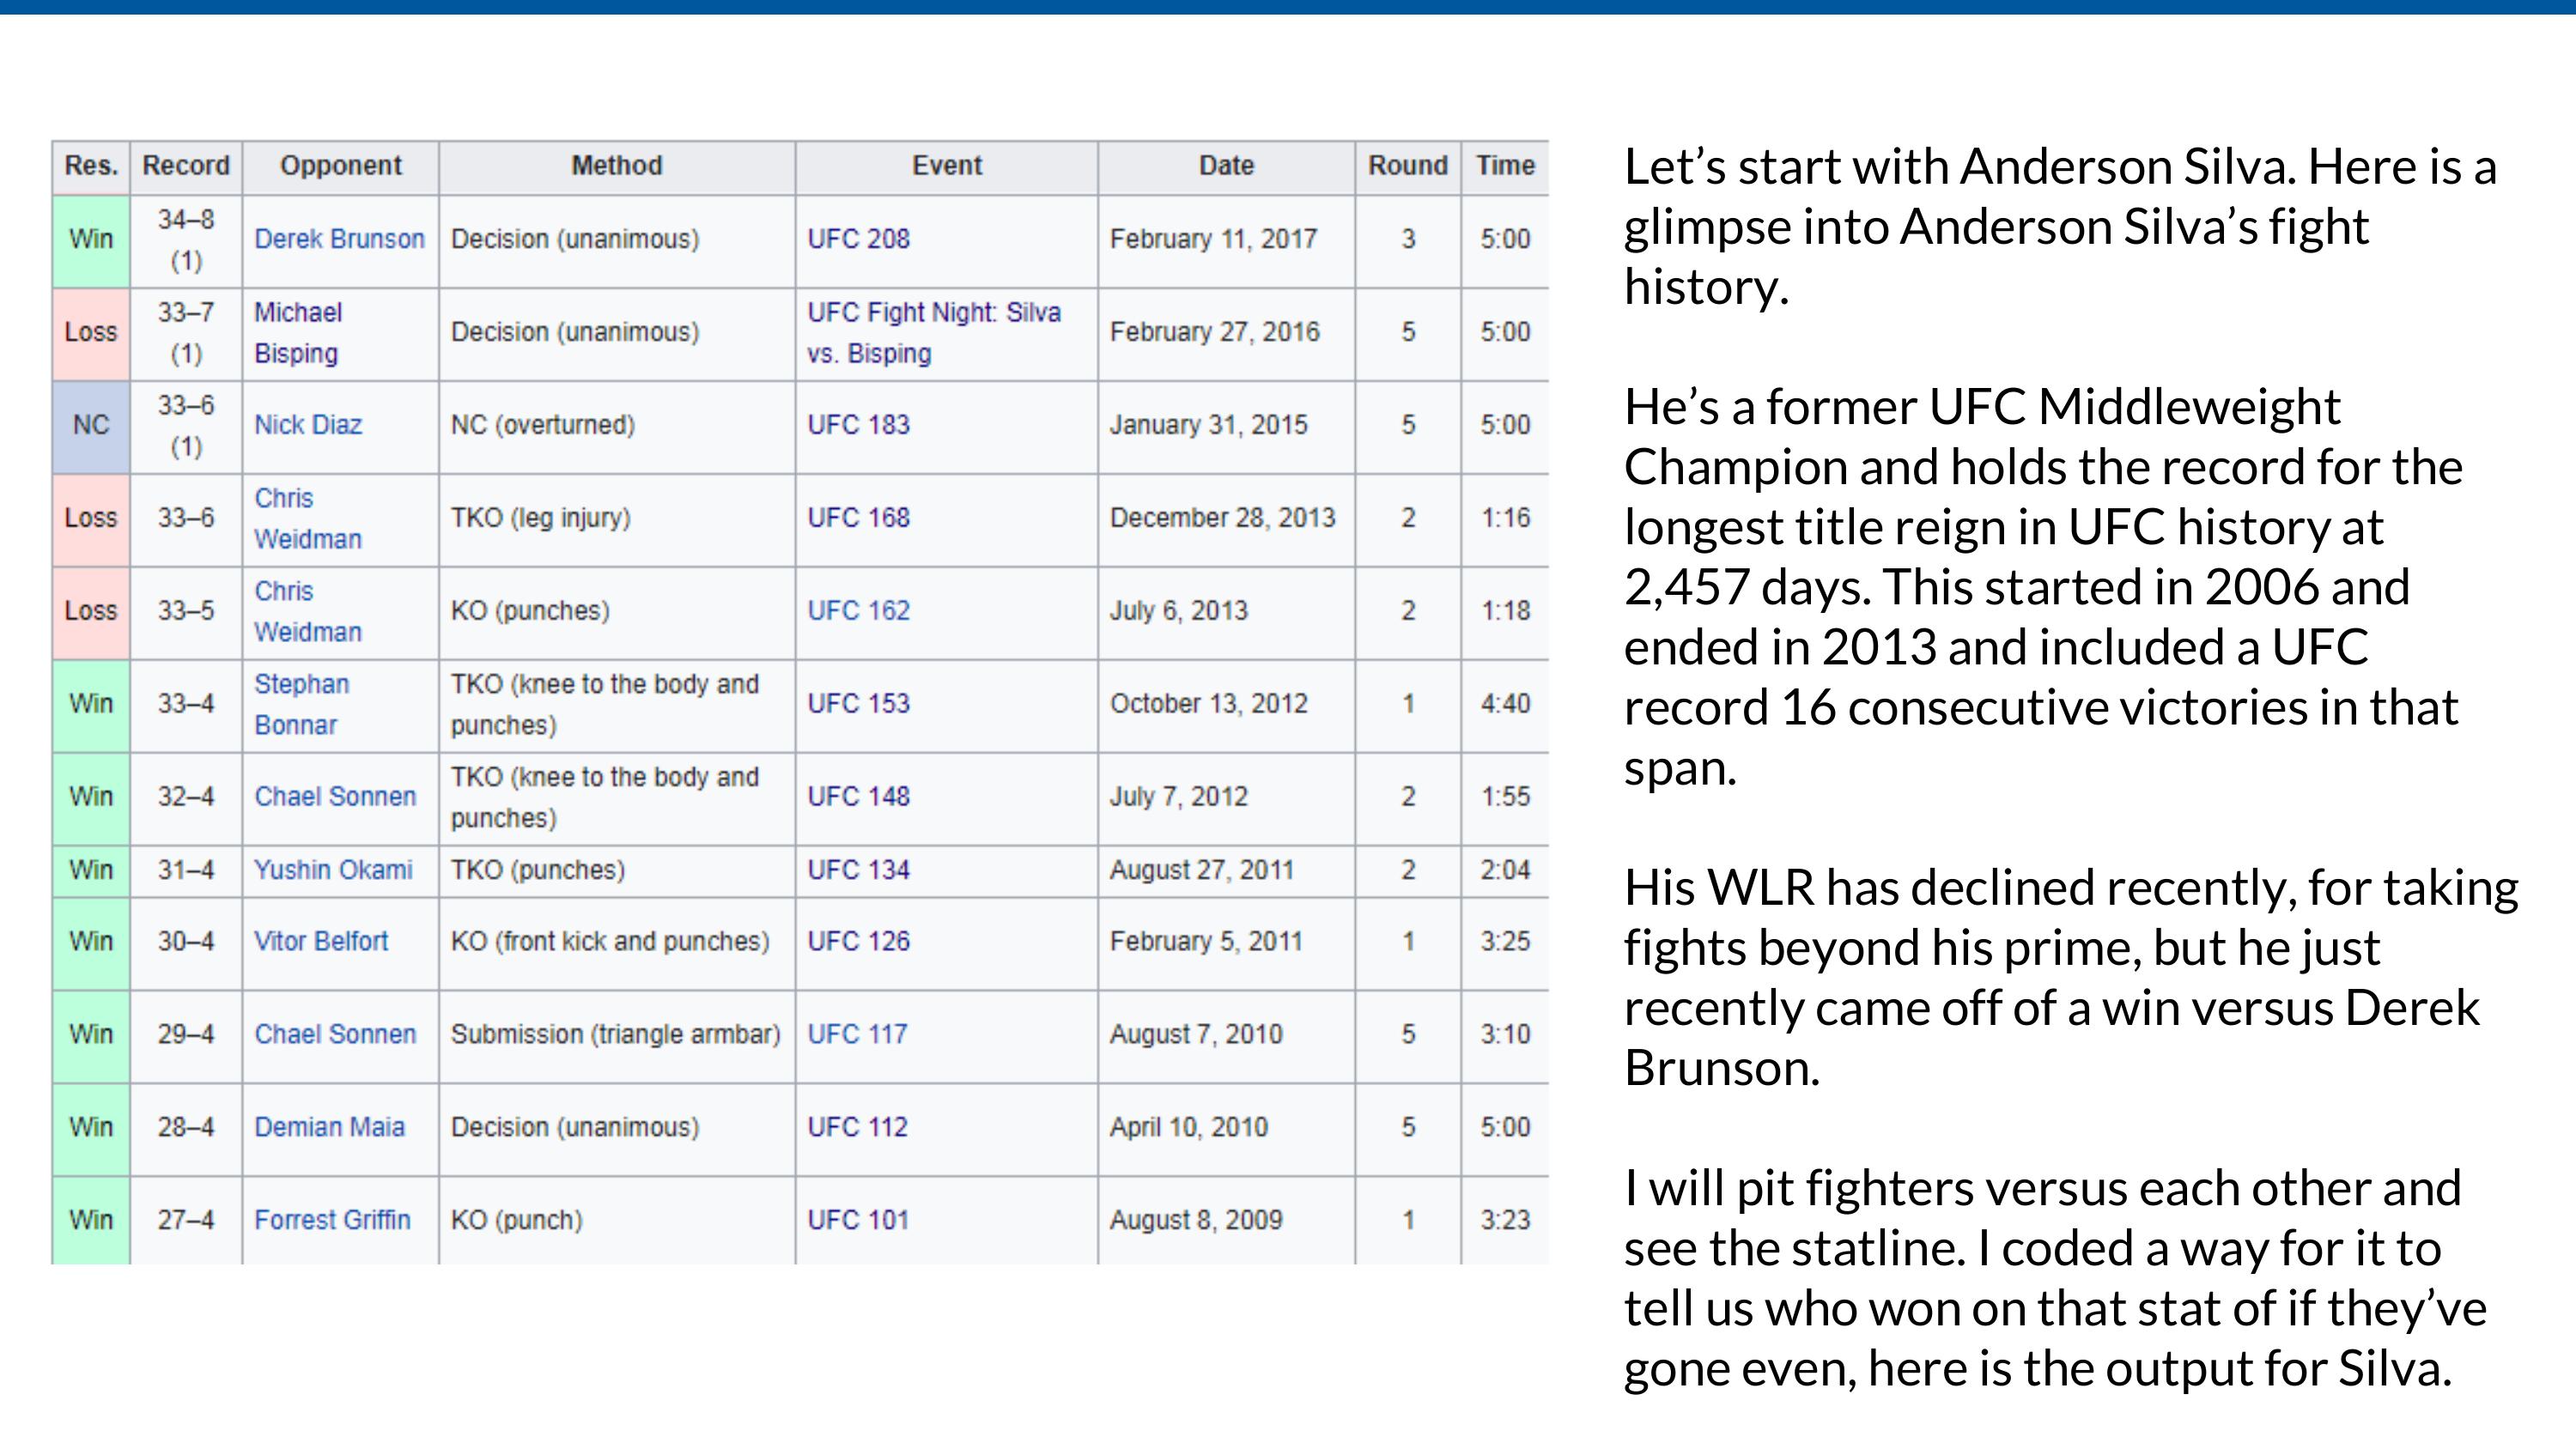 Res. Record Opponent Method Event Date Round Time
Win 34–8 (1) Derek Brunson Decision (unanimous) UFC 208 February 11, 2017 3 5:00
Loss 33–7 (1) Michael Bisping Decision (unanimous) UFC Fight Night: Silva vs. Bisping February 27, 2016 5 5:00
NC 33–6 (1) Nick Diaz NC (overturned) UFC 183 January 31, 2015 5 5:00
Loss 33–6 Chris Weidman TKO (leg injury) UFC 168 December 28, 2013 2 1:16
Loss 33–5 Chris Weidman KO (punches) UFC 162 July 6, 2013 2 1:18
Win 33–4 Stephan Bonnar TKO (knee to the body and punches) UFC 153 October 13, 2012 1 4:40
Win 32–4 Chael Sonnen TKO (knee to the body and punches) UFC 148 July 7, 2012 2 1:55
Win 31–4 Yushin Okami TKO (punches) UFC 134 August 27, 2011 2 2:04
Win 30–4 Vitor Belfort KO (front kick and punches) UFC 126 February 5, 2011 1 3:25
Win 29–4 Chael Sonnen Submission (triangle armbar) UFC 117 August 7, 2010 5 3:10
Win 28–4 Demian Maia Decision (unanimous) UFC 112 April 10, 2010 5 5:00
Win 27–4 Forrest Griffin KO (punch) UFC 101 August 8, 2009 1 3:23
Let’s start with Anderson Silva. Here is a
glimpse into Anderson Silva’s fight
history.
He’s a former UFC Middleweight
Champion and holds the record for the
longest title reign in UFC history at
2,457 days. This started in 2006 and
ended in 2013 and included a UFC
record 16 consecutive victories in that
span.
His WLR has declined recently, for taking
fights beyond his prime, but he just
recently came off of a win versus Derek
Brunson.
I will pit fighters versus each other and
see the statline. I coded a way for it to
tell us who won on that stat of if they’ve
gone even, here is the output for Silva.